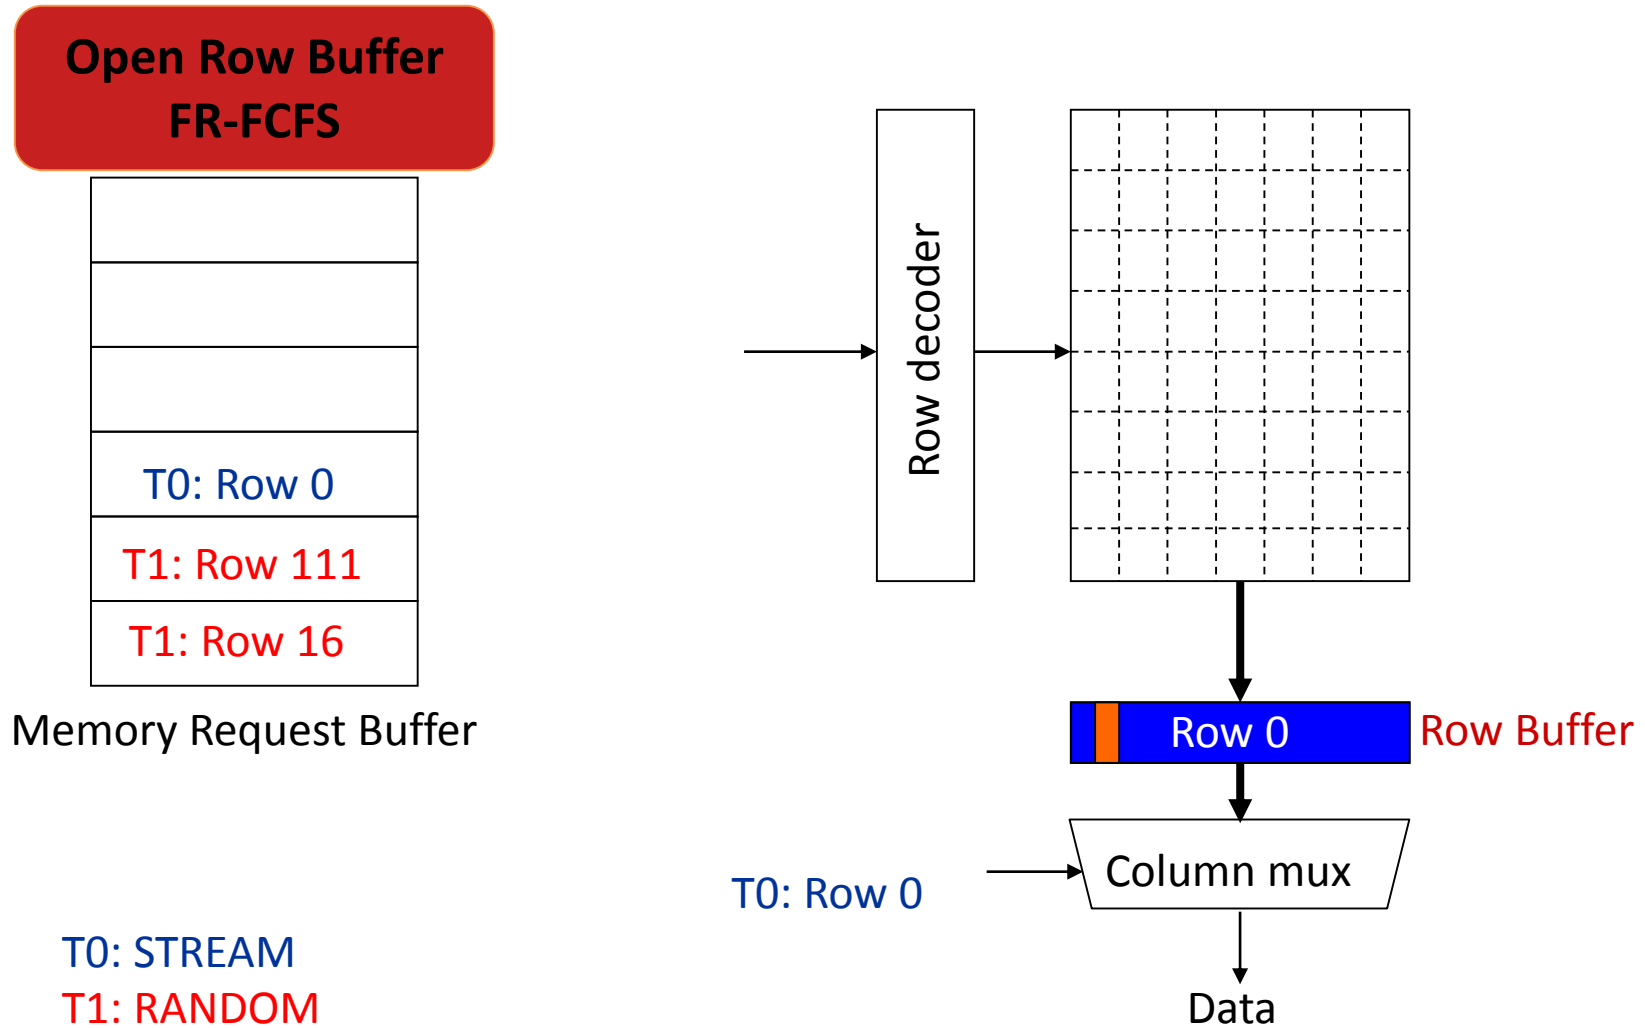 Open Row Buffer
FR-FCFS
T0: Row 0
T1: Row 111
T1: Row 16
Memory Request Buffer
T0: STREAM
T1: RANDOM
Row decoder
Row 0
Row Buffer
Column mux
T0: Row 0
Data